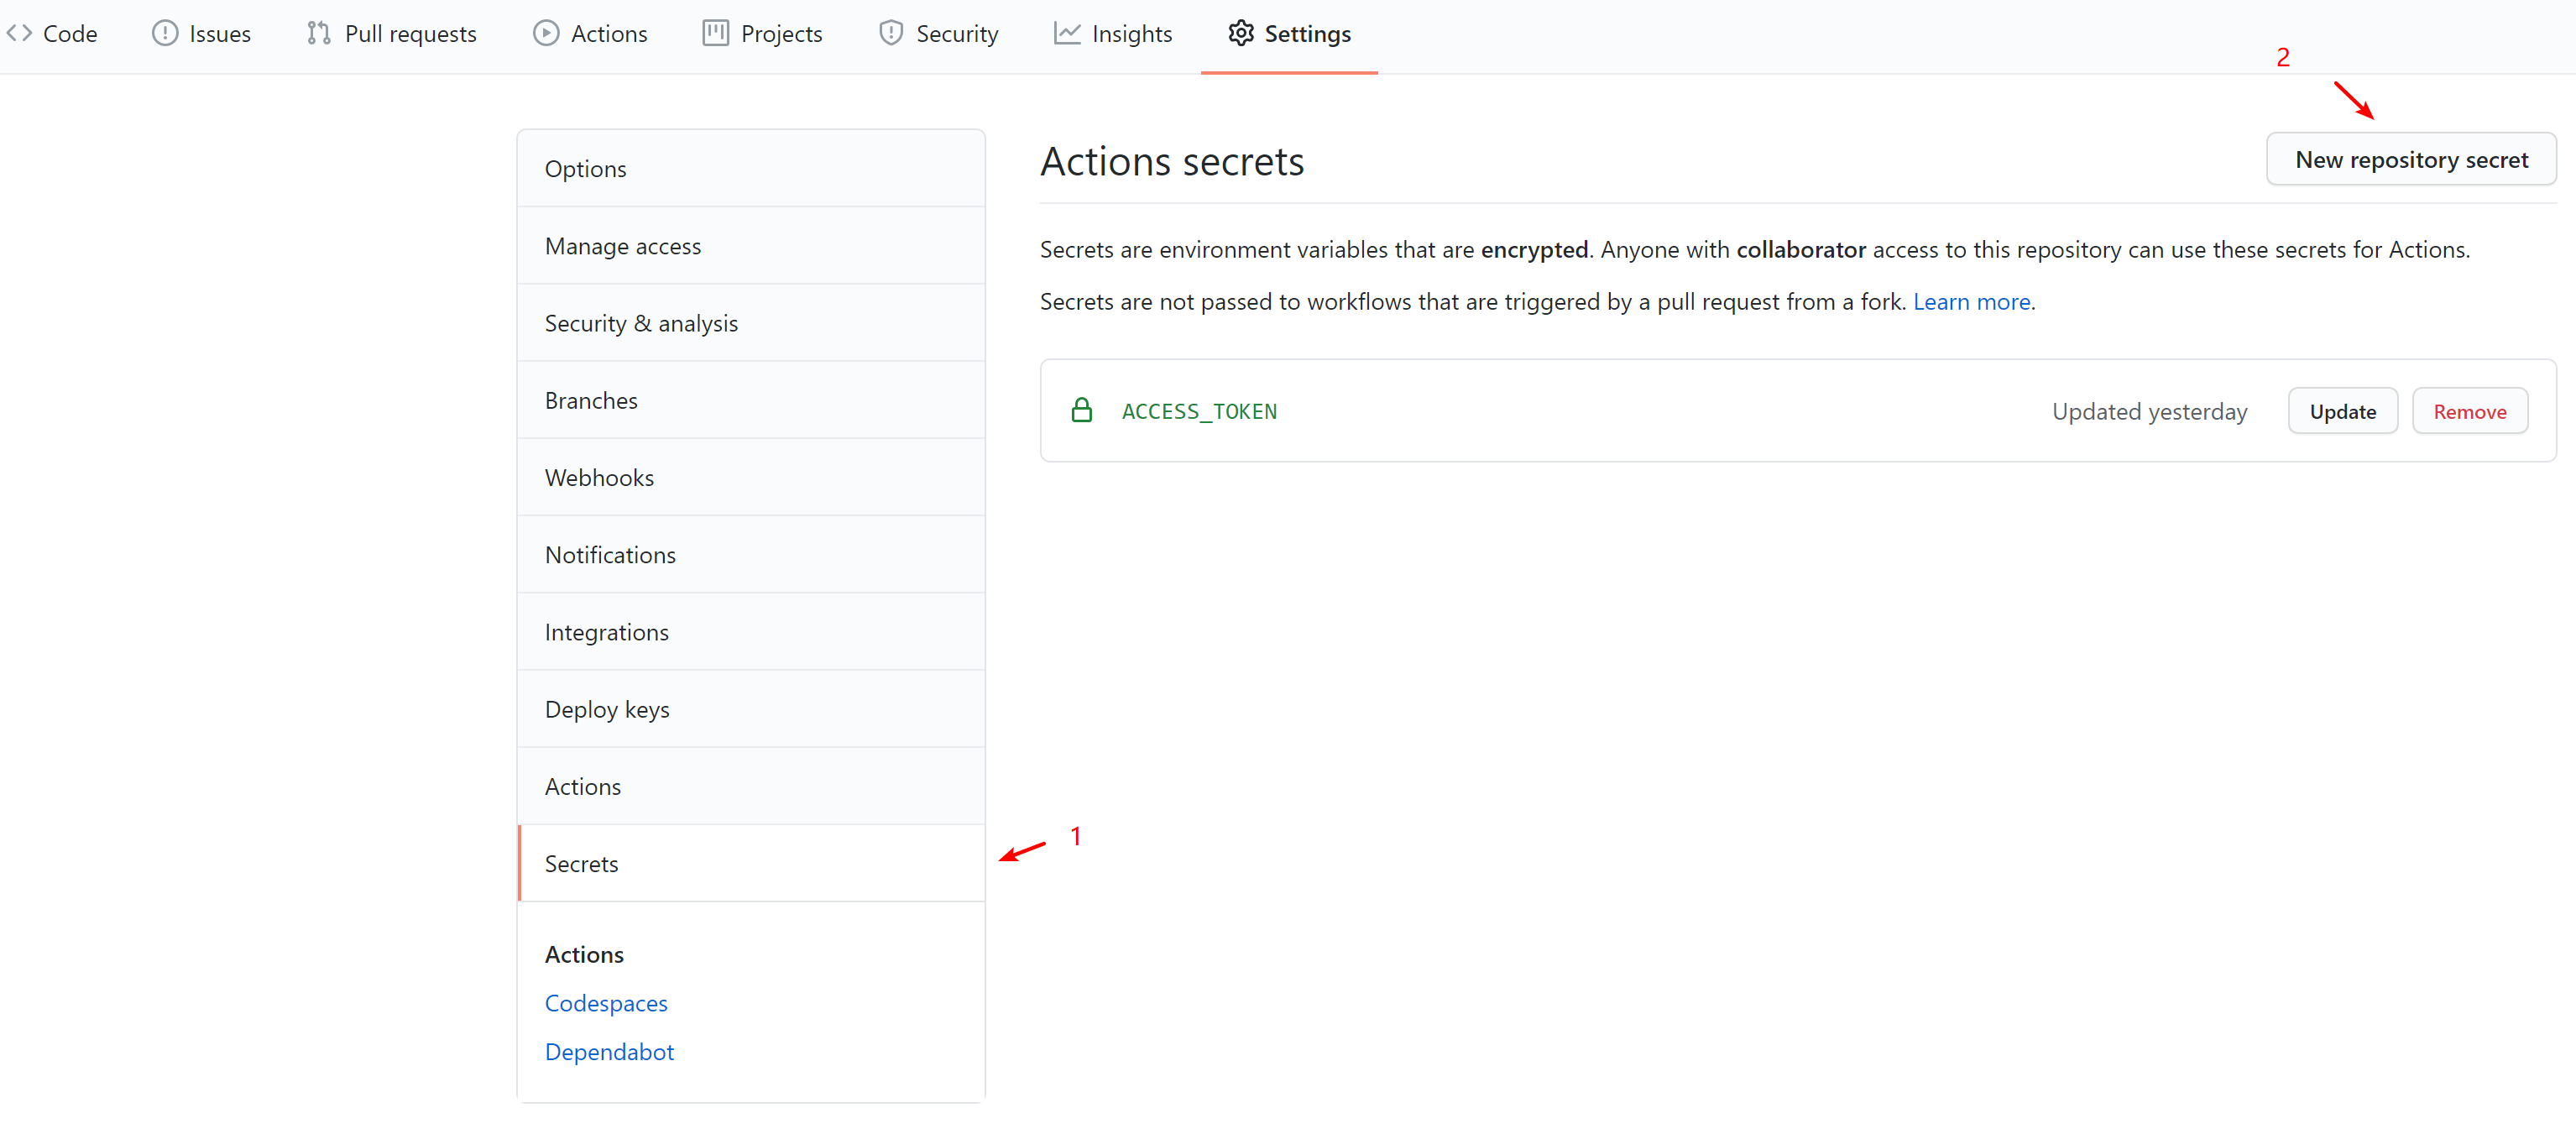 Code Issues Pull requests Actions Projects Security Insights Settings
2
Options
Manage access
Security & analysis
Branches
Webhooks
Notifications
Integrations
Deploy keys
Actions
Secrets
1
Actions
Codespaces
Dependabot
Actions secrets
New repository secret
Secrets are environment variables that are encrypted. Anyone with collaborator access to this repository can use these secrets for Actions.
Secrets are not passed to workflows that are triggered by a pull request from a fork. Learn more.
ACCESS_TOKEN Updated yesterday Update Remove